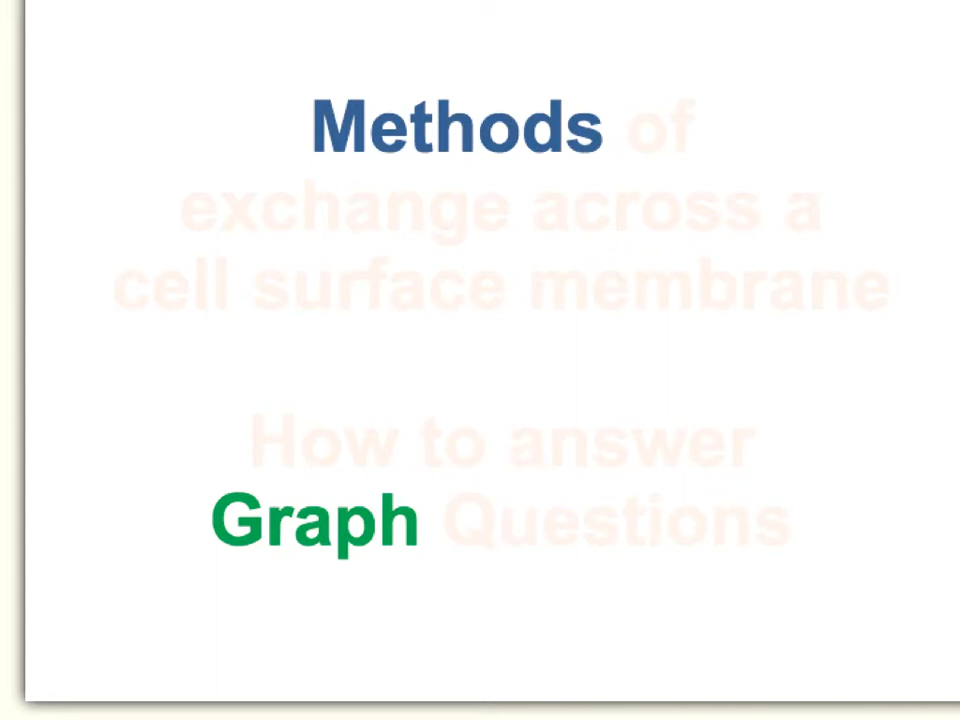 Methods of
exchange across a
cell surface membrane
How to answer
Graph Questions